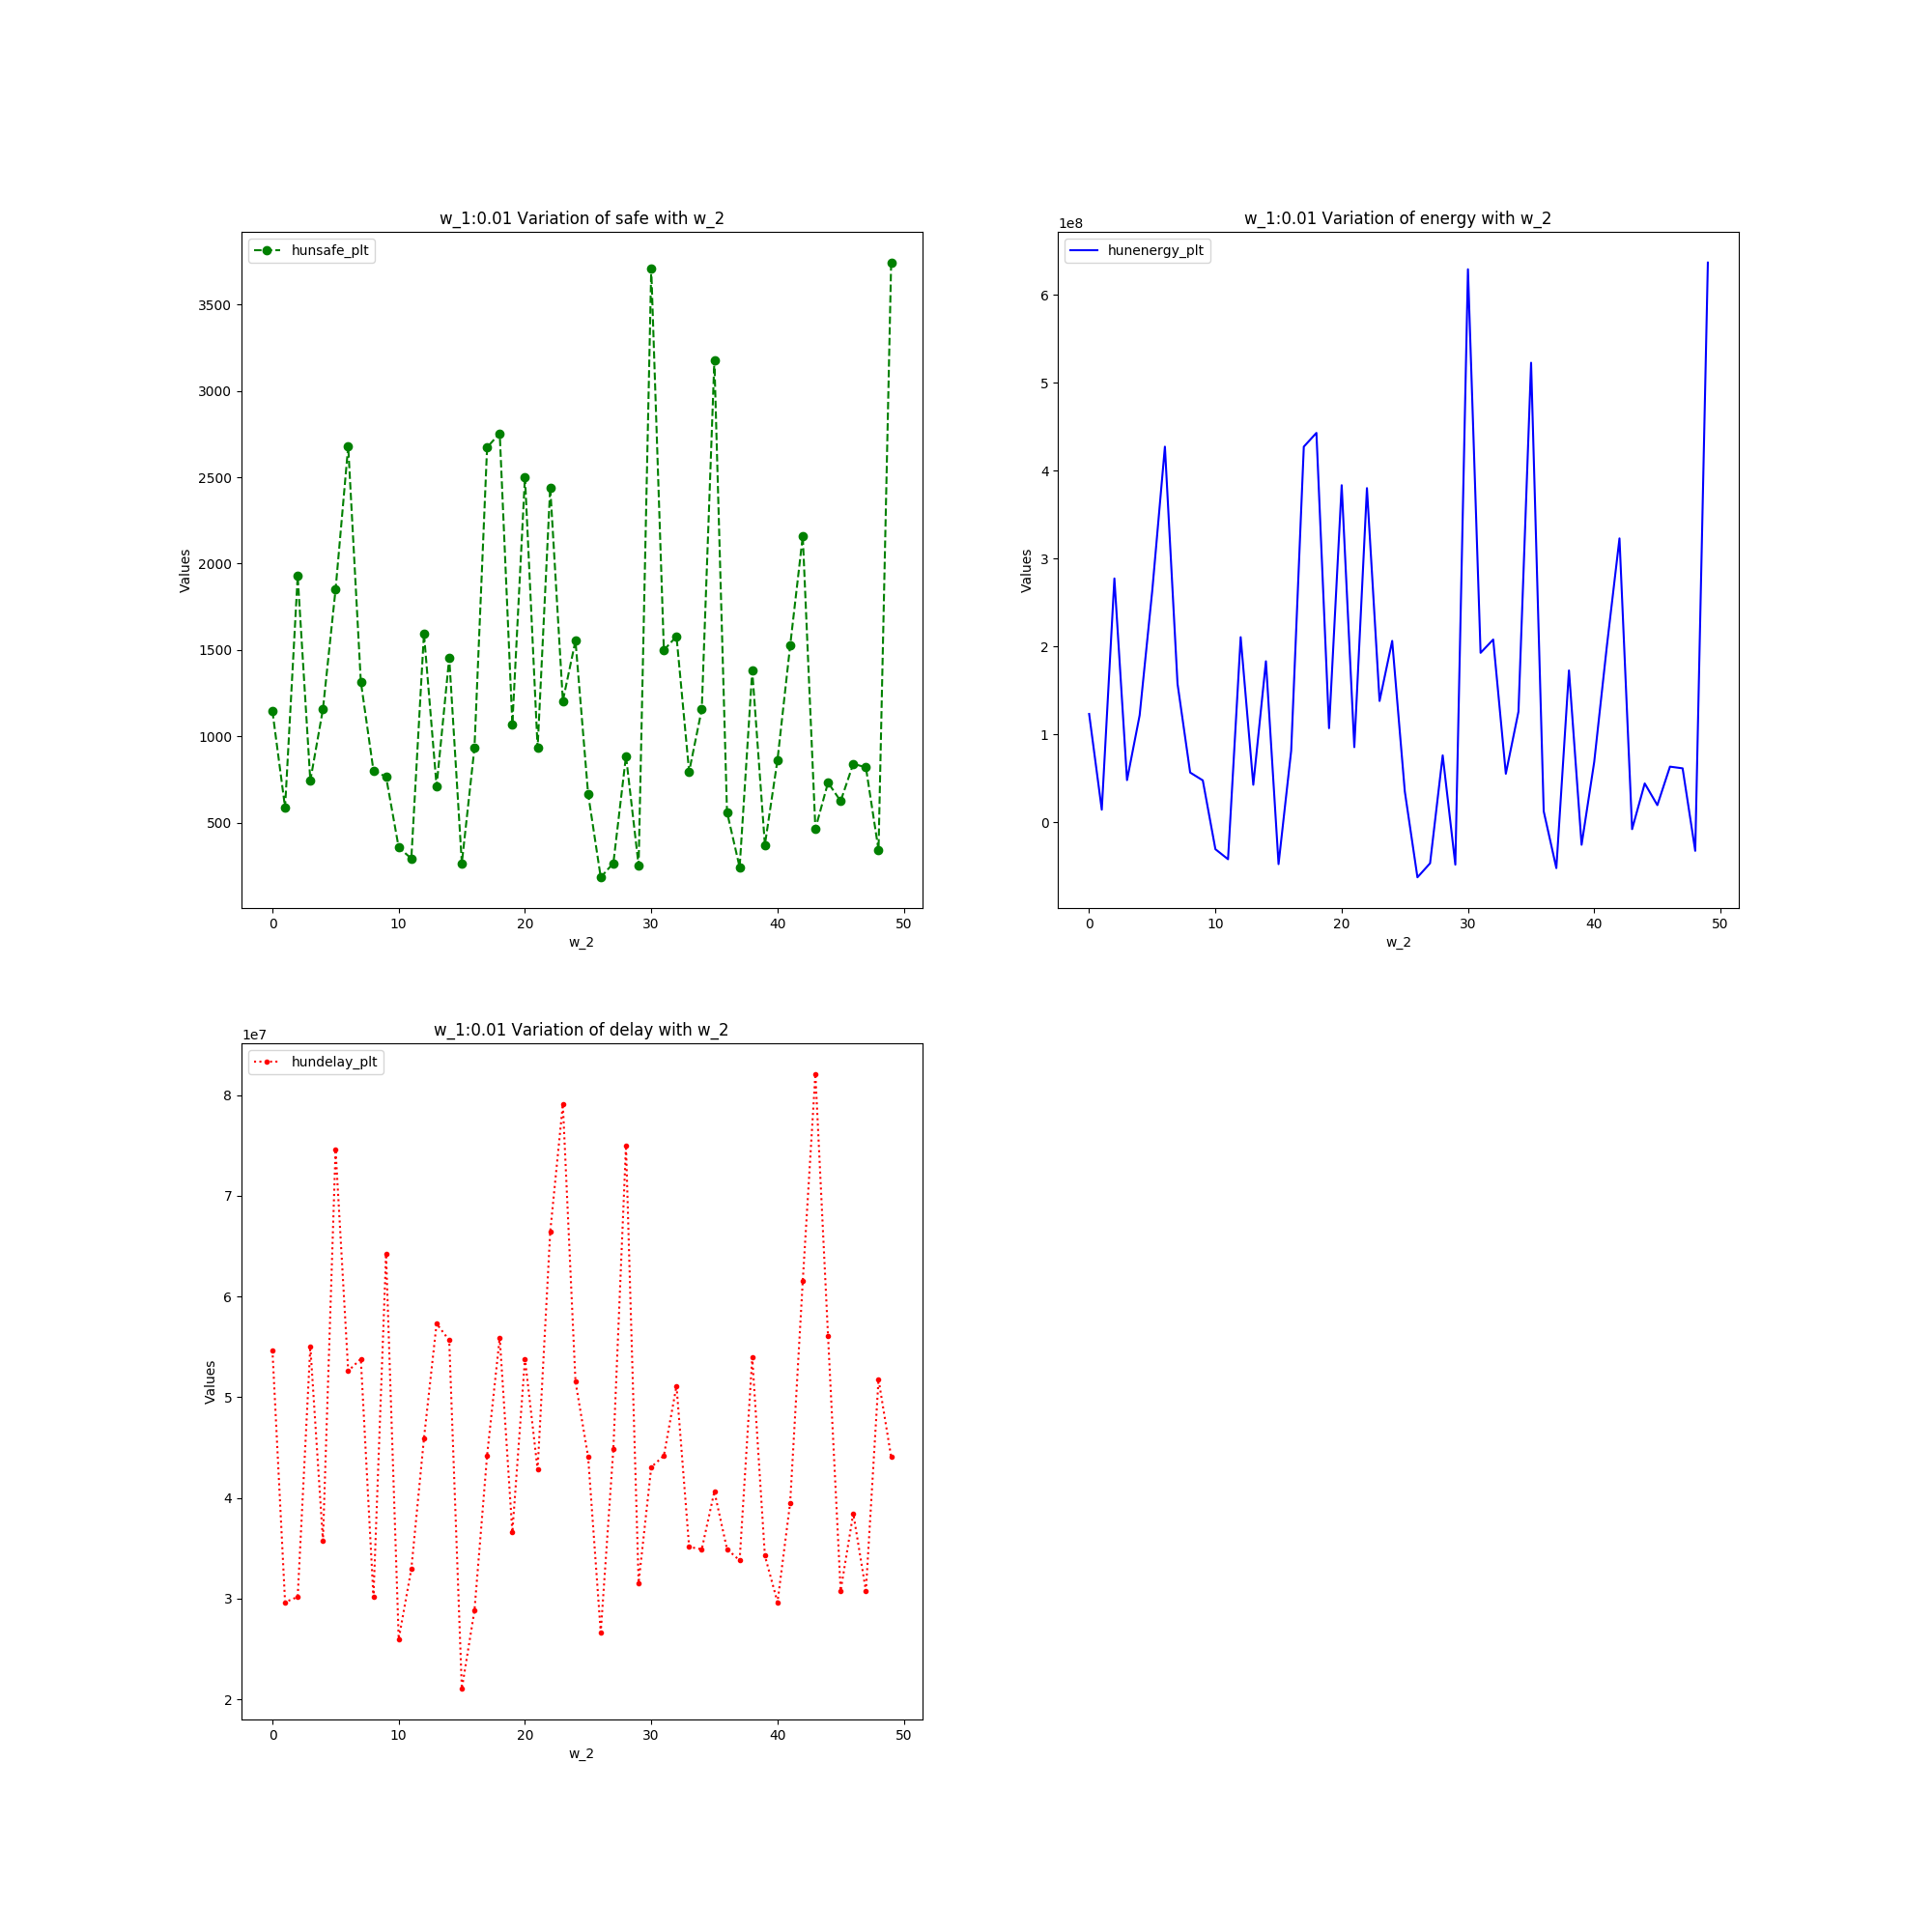 w_1:0.01 Variation of safe with w_2
hunsafe_plt
3500
3000
2500
2000
1500
1000
500
Values
0 10 20 30 40 50
w_2
w_1:0.01 Variation of energy with w_2
1e8
hunenergy_plt
6
5
4
3
2
1
0
Values
0 10 20 30 40 50
w_2
w_1:0.01 Variation of delay with w_2
1e7
hundelay_plt
8
7
6
5
4
3
2
Values
0 10 20 30 40 50
w_2